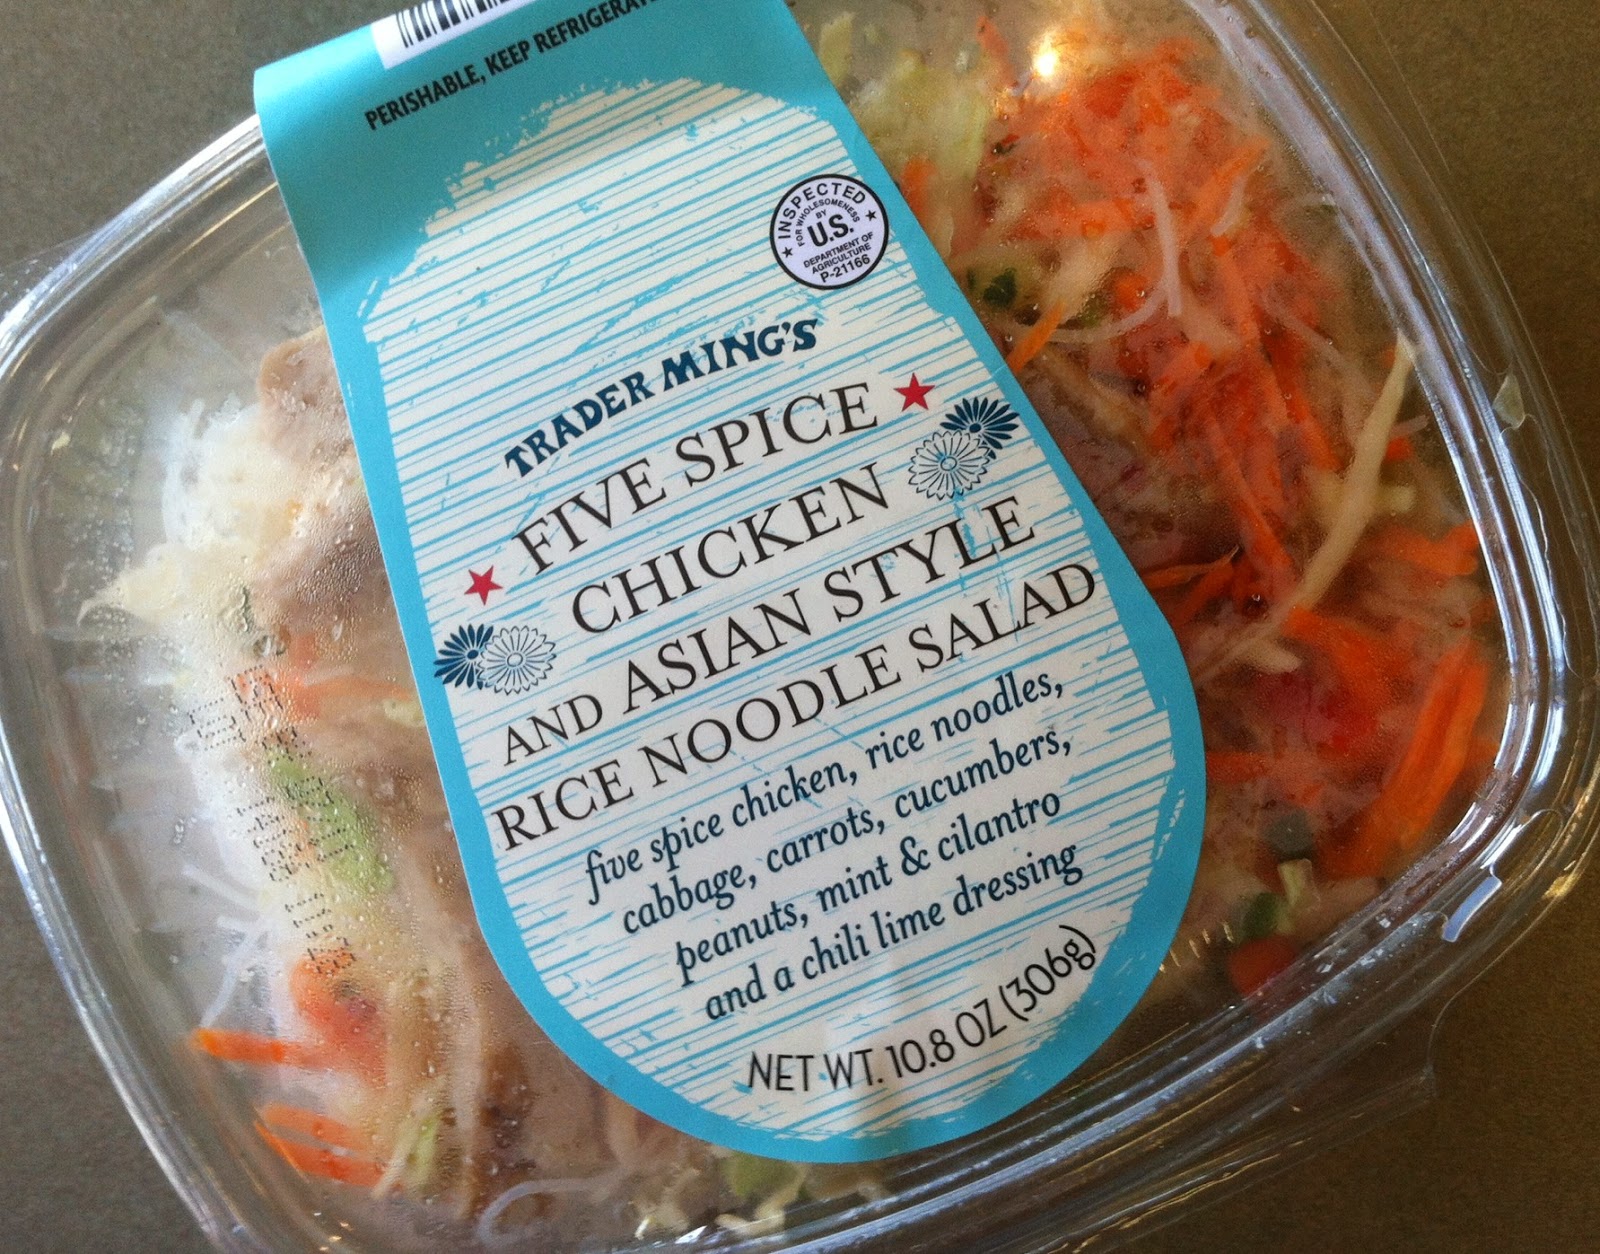 PERISHABLE, KEEP
INSPECTED
FOR WHOLESOMENESS
BY
U.S.
DEPARTMENT OF
AGRICULTURE
P-21166
TRADER MING'S
FIVE SPICE
CHICKEN
AND ASIAN STYLE
RICE NOODLE SALAD
five spice chicken, rice noodles,
cabbage, carrots, cucumbers,
peanuts, mint & cilantro
and a chili lime dressing
NET WT. 10.8 OZ (306g)